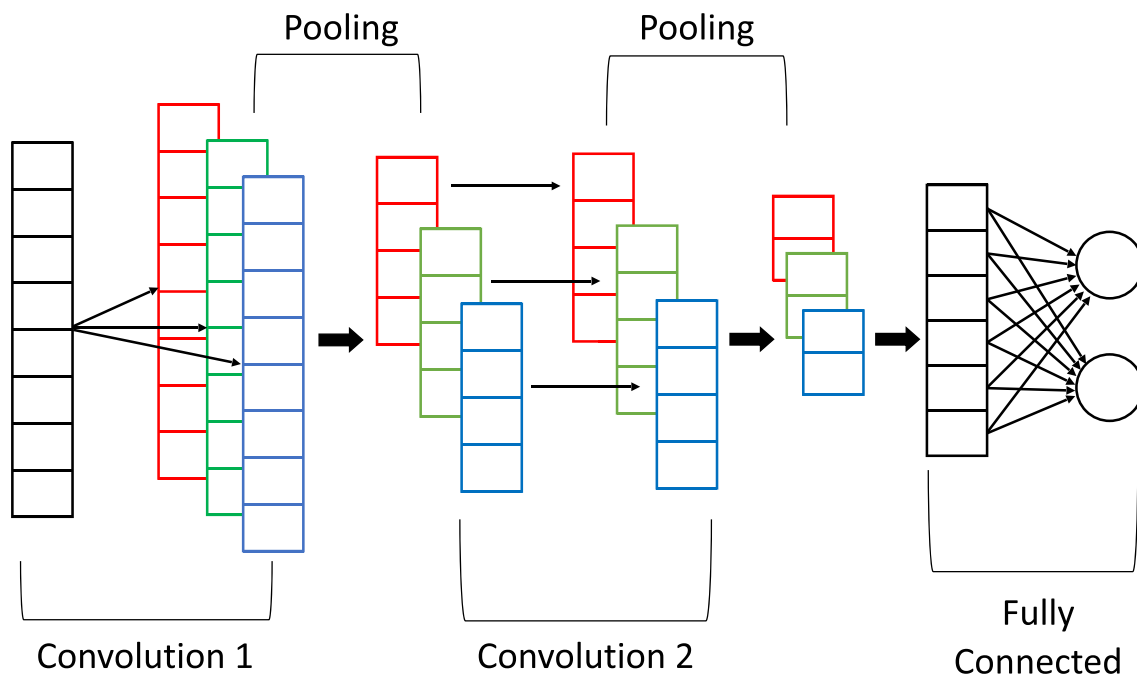 Pooling
Pooling
Convolution 1
Convolution 2
Fully
Connected